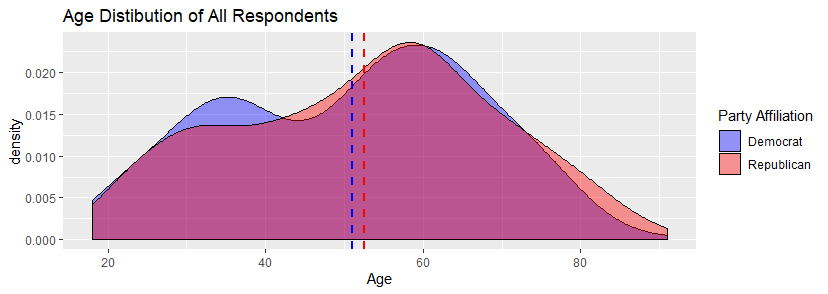 Age Distibution of All Respondents
0.020
0.015
0.010
0.005
0.000
density
20
40
60
80
Age
Party Affiliation
Democrat
Republican